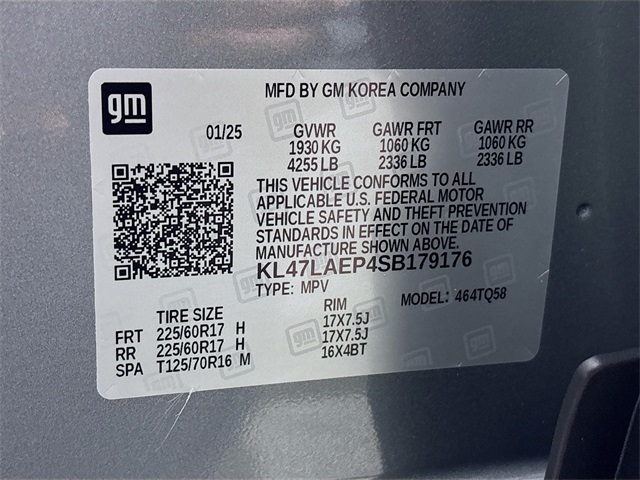 gm
MFD BY GM KOREA COMPANY
01/25 GVWR GAWR FRT GAWR RR
1930 KG 1060 KG 1060 KG
4255 LB 2336 LB 2336 LB
THIS VEHICLE CONFORMS TO ALL
APPLICABLE U.S. FEDERAL MOTOR
VEHICLE SAFETY AND THEFT PREVENTION
STANDARDS IN EFFECT ON THE DATE OF
MANUFACTURE SHOWN ABOVE.
KL47LAEP4SB179176
TYPE: MPV MODEL: 464TQ58
TIRE SIZE RIM
FRT 225/60R17 H 17X7.5J
RR 225/60R17 H 17X7.5J
SPA T125/70R16 M 16X4BT